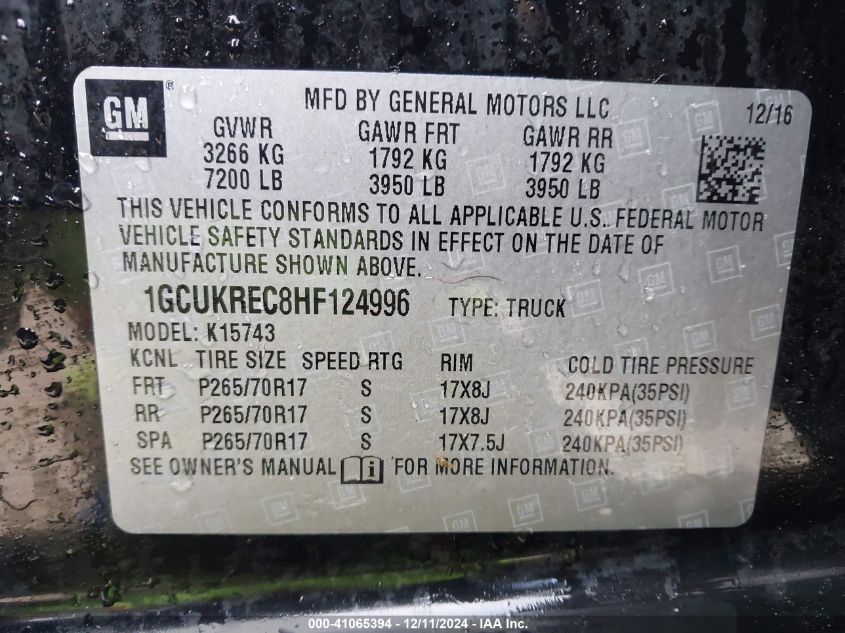 GM ®
MFD BY GENERAL MOTORS LLC 12/16
GVWR GAWR FRT GAWR RR
3266 KG 1792 KG 1792 KG
7200 LB 3950 LB 3950 LB
THIS VEHICLE CONFORMS TO ALL APPLICABLE U.S. FEDERAL MOTOR
VEHICLE SAFETY STANDARDS IN EFFECT ON THE DATE OF
MANUFACTURE SHOWN ABOVE.
1GCUKREC8HF124996 TYPE: TRUCK
MODEL: K15743
KCNL TIRE SIZE SPEED RTG RIM COLD TIRE PRESSURE
FRT P265/70R17 S 17X8J 240KPA(35PSI)
RR P265/70R17 S 17X8J 240KPA(35PSI)
SPA P265/70R17 S 17X7.5J 240KPA(35PSI)
SEE OWNER'S MANUAL i FOR MORE INFORMATION.
000-41065394 - 12/11/2024 - IAA Inc.